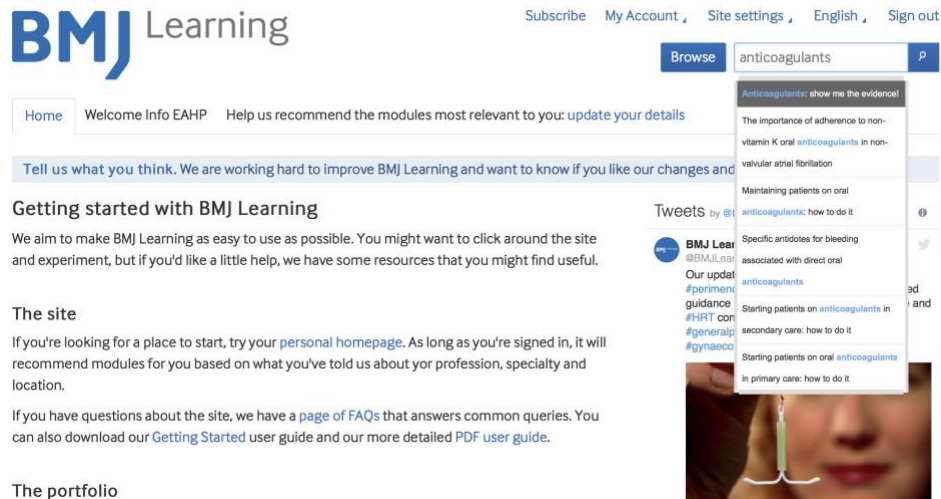 BMJ Learning
Subscribe My Account Site settings English Sign out
Browse anticoagulants
Home Welcome Info EAHP Help us recommend the modules most relevant to you: update your details
Anticoagulants: show me the evidence!
The importance of adherence to non-
vitamin K oral anticoagulants in non-
valvular atrial fibrillation
Maintaining patients on oral
anticoagulants: how to do it
Specific antidotes for bleeding
associated with direct oral
anticoagulants
Starting patients on anticoagulants in
secondary care: how to do it
Starting patients on oral anticoagulants
in primary care: how to do it
Tell us what you think. We are working hard to improve BMJ Learning and want to know if you like our changes and
Getting started with BMJ Learning
We aim to make BMJ Learning as easy to use as possible. You might want to click around the site
and experiment, but if you'd like a little help, we have some resources that you might find useful.
The site
If you're looking for a place to start, try your personal homepage. As long as you're signed in, it will
recommend modules for you based on what you've told us about yor profession, specialty and
location.
If you have questions about the site, we have a page of FAQs that answers common queries. You
can also download our Getting Started user guide and our more detailed PDF user guide.
The portfolio
Tweets by
BMJ Lear
@BMJLear
Our updat
#perimeno ed
guidance and
#HRT con
#generalp
#gynaeco